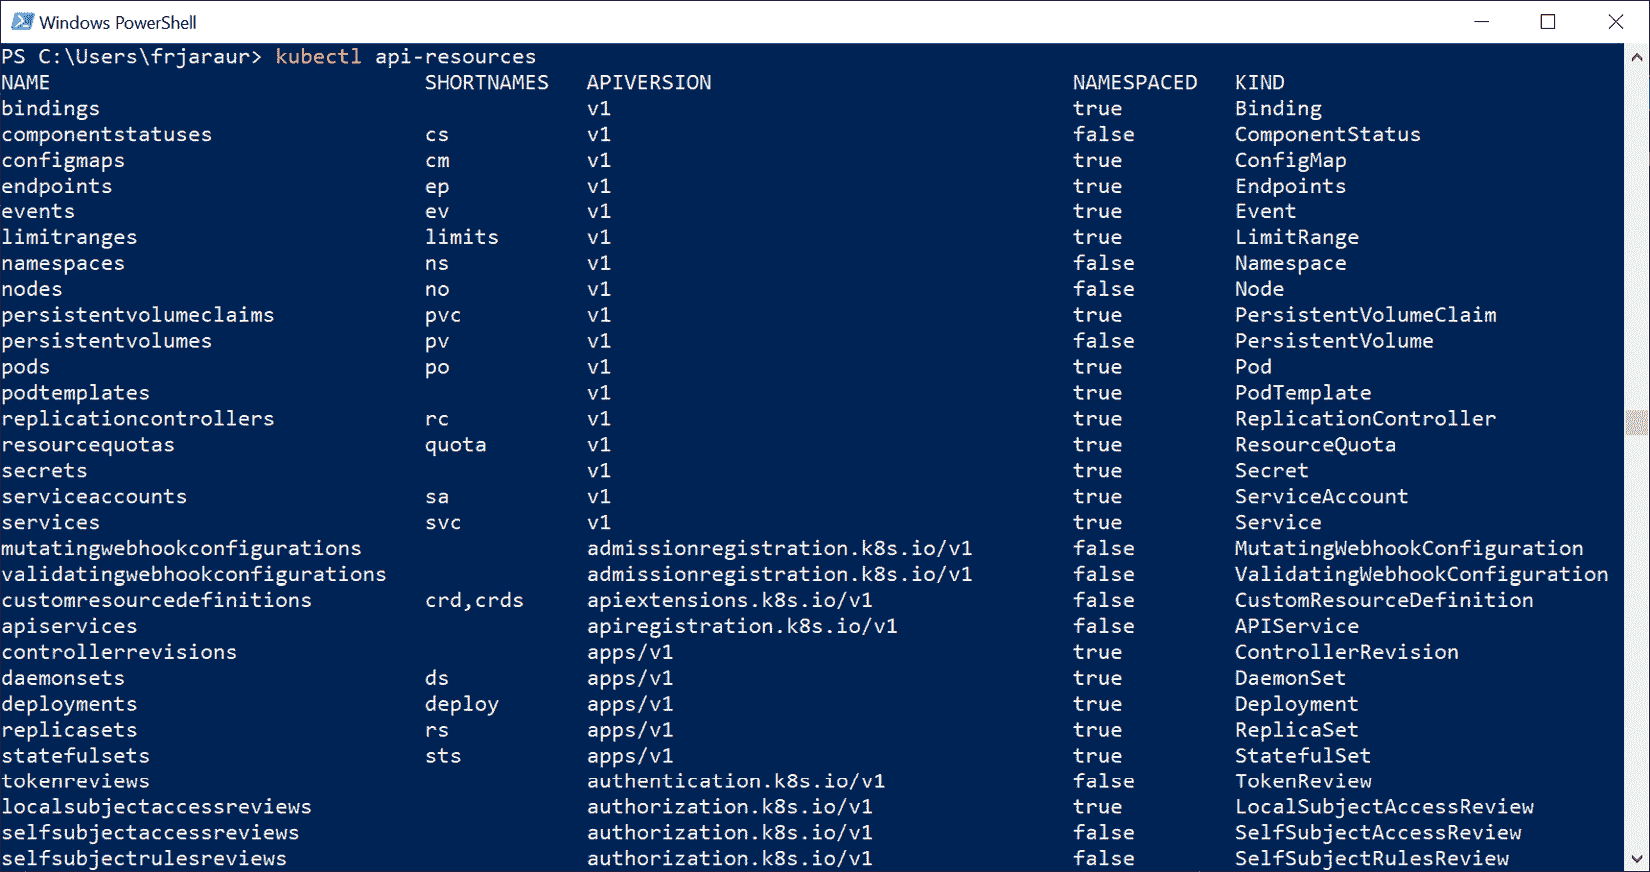 Windows PowerShell
PS C:\Users\frjaraur> kubectl api-resources
NAME SHORTNAMES APIVERSION NAMESPACED KIND
bindings v1 true Binding
componentstatuses cs v1 false ComponentStatus
configmaps cm v1 true ConfigMap
endpoints ep v1 true Endpoints
events ev v1 true Event
limitranges limits v1 true LimitRange
namespaces ns v1 false Namespace
nodes no v1 false Node
persistentvolumeclaims pvc v1 true PersistentVolumeClaim
persistentvolumes pv v1 false PersistentVolume
pods po v1 true Pod
podtemplates v1 true PodTemplate
replicationcontrollers rc v1 true ReplicationController
resourcequotas quota v1 true ResourceQuota
secrets v1 true Secret
serviceaccounts sa v1 true ServiceAccount
services svc v1 true Service
mutatingwebhookconfigurations admissionregistration.k8s.io/v1 false MutatingWebhookConfiguration
validatingwebhookconfigurations admissionregistration.k8s.io/v1 false ValidatingWebhookConfiguration
customresourcedefinitions crd,crds apiextensions.k8s.io/v1 false CustomResourceDefinition
apiservices apiregistration.k8s.io/v1 false APIService
controllerrevisions apps/v1 true ControllerRevision
daemonsets ds apps/v1 true DaemonSet
deployments deploy apps/v1 true Deployment
replicasets rs apps/v1 true ReplicaSet
statefulsets sts apps/v1 true StatefulSet
tokenreviews authentication.k8s.io/v1 false TokenReview
localsubjectaccessreviews authorization.k8s.io/v1 true LocalSubjectAccessReview
selfsubjectaccessreviews authorization.k8s.io/v1 false SelfSubjectAccessReview
selfsubjectrulesreviews authorization.k8s.io/v1 false SelfSubjectRulesReview